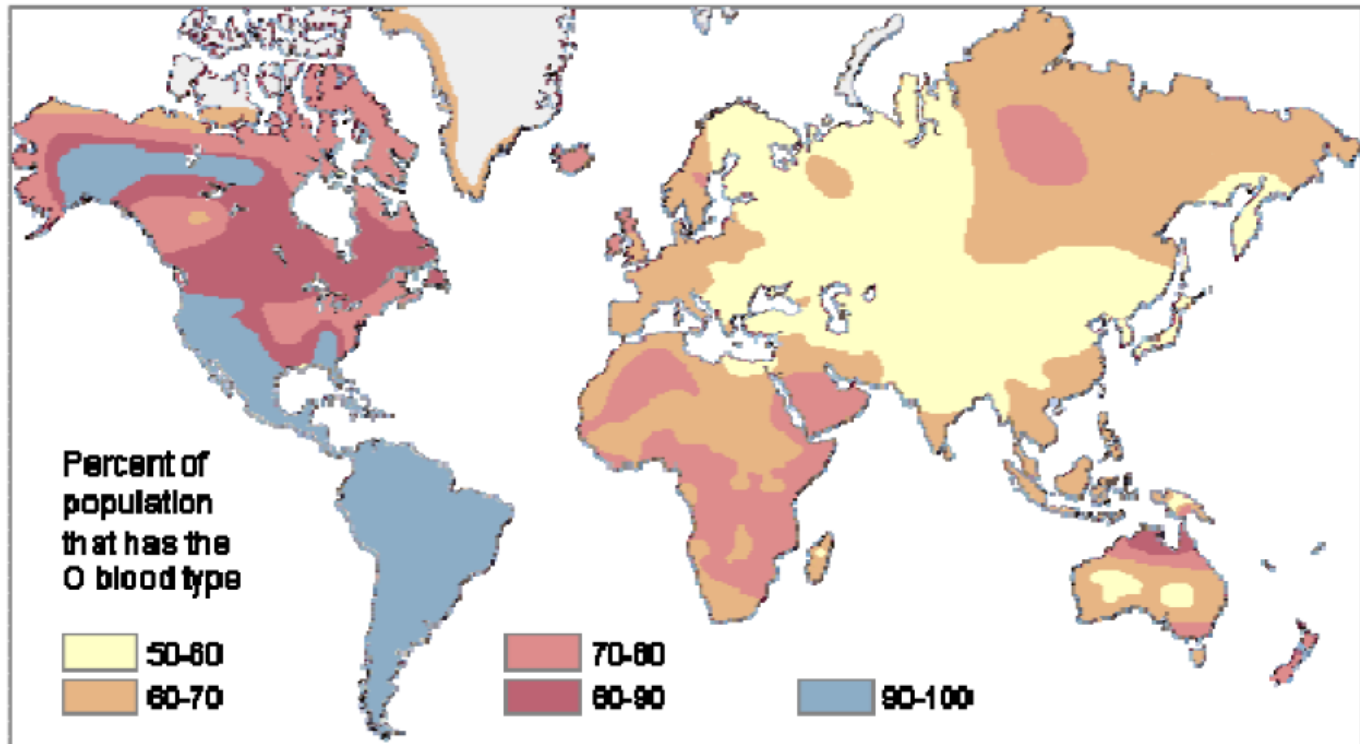 Percent of
population
that has the
O blood type
50-60
60-70
70-80
80-90
90-100